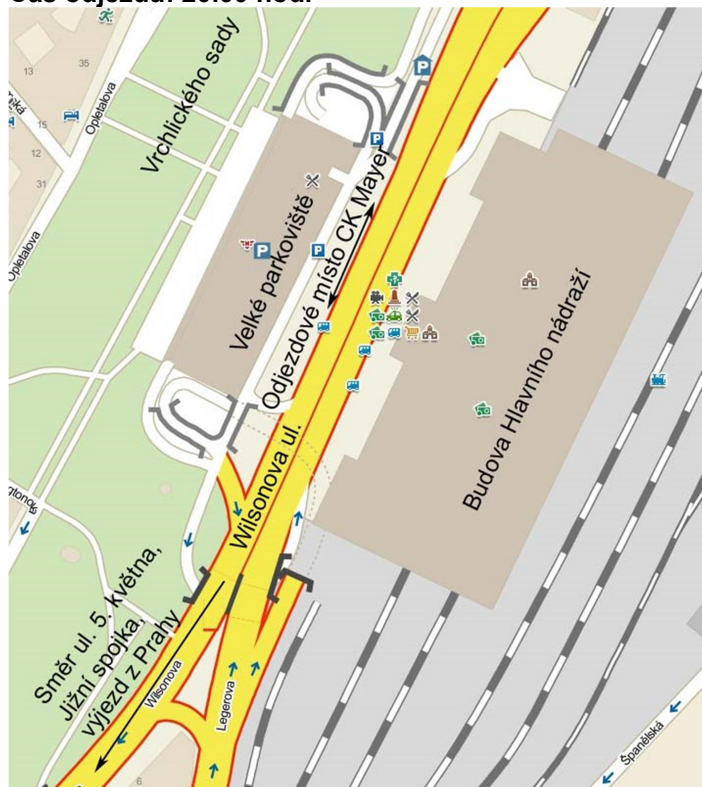 Čas odjezdu: 20.00 hod.
Vrchlického sady
Opletalova
13
35
15
12
31
Opletalova
P
P
P
P
Velké parkoviště
Odjezdové místo CK Mayer
Budova Hlavního nádraží
Wilsonova ul.
Směr ul. 5. května,
Jižní spojka,
výjezd z Prahy
Wilsonova
Legerova
Španělská
6